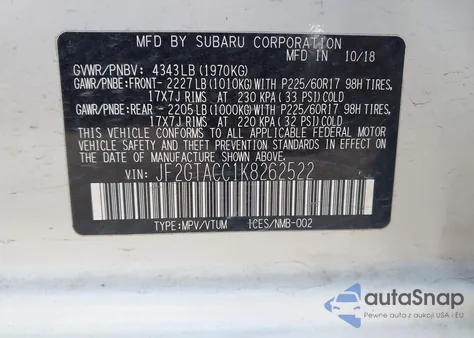 MFD BY SUBARU CORPORATION
10/18
GVWR/PNBV: 4343LB(1970KG)
GAWR/PNBE:FRONT- 2227LB(1010KG)WITH P225/60R17 98H TIRES,
17X7J RIMS AT 230 KPA(33 PSI)COLD
GAWR/PNBE:REAR - 2205LB(1000KG)WITH P225/60R17 98H TIRES,
17X7J RIMS AT 220 KPA(32 PSI)COLD
THIS VEHICLE CONFORMS TO ALL APPLICABLE FEDERAL MOTOR
VEHICLE SAFETY AND THEFT PREVENTION STANDARDS IN EFFECT
ON THE DATE OF MANUFACTURE SHOWN ABOVE.
VIN: JF2GTACC1K8262522
TYPE:MPV/VTUM ICES/NMB-002
autoSnap
Pewne auta z USA i EU